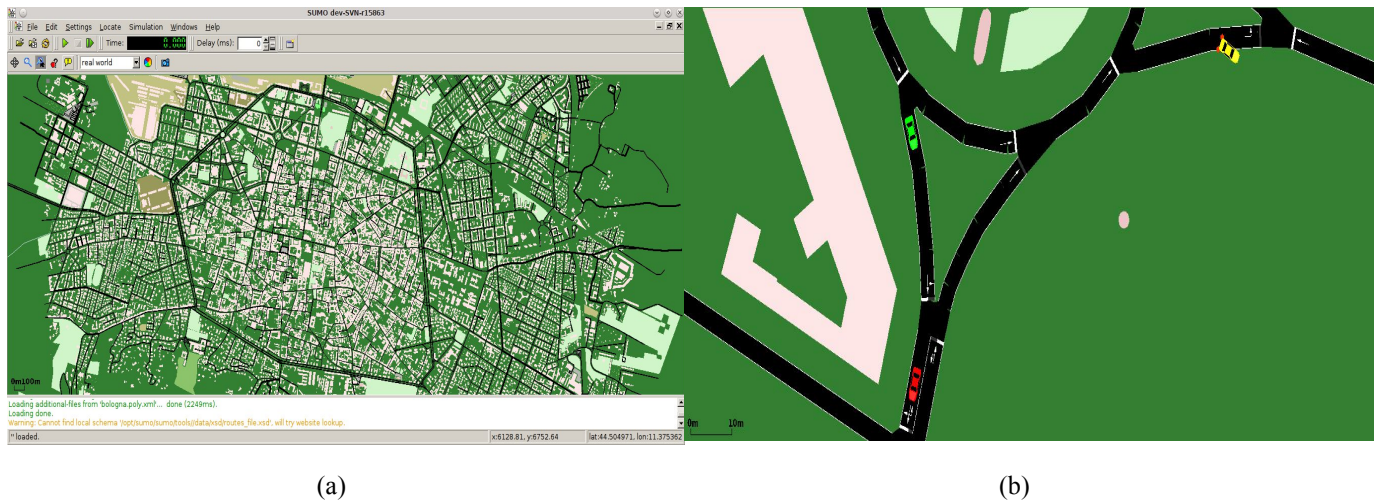 SUMO dev-SVN-r15863
File Edit Settings Locate Simulation Windows Help
Time: 0.000 Delay (ms): 0
real world
0m 100m
Loading additional-files from 'bologna.poly.xml'... done (2249ms).
Loading done.
Warning: Cannot find local schema '/opt/sumo/sumo/tools//data/xsd/routes_file.xsd', will try website lookup.
'' loaded.
x:6128.81, y:6752.64
lat:44.504971, lon:11.375362
0m 10m
(a)
(b)